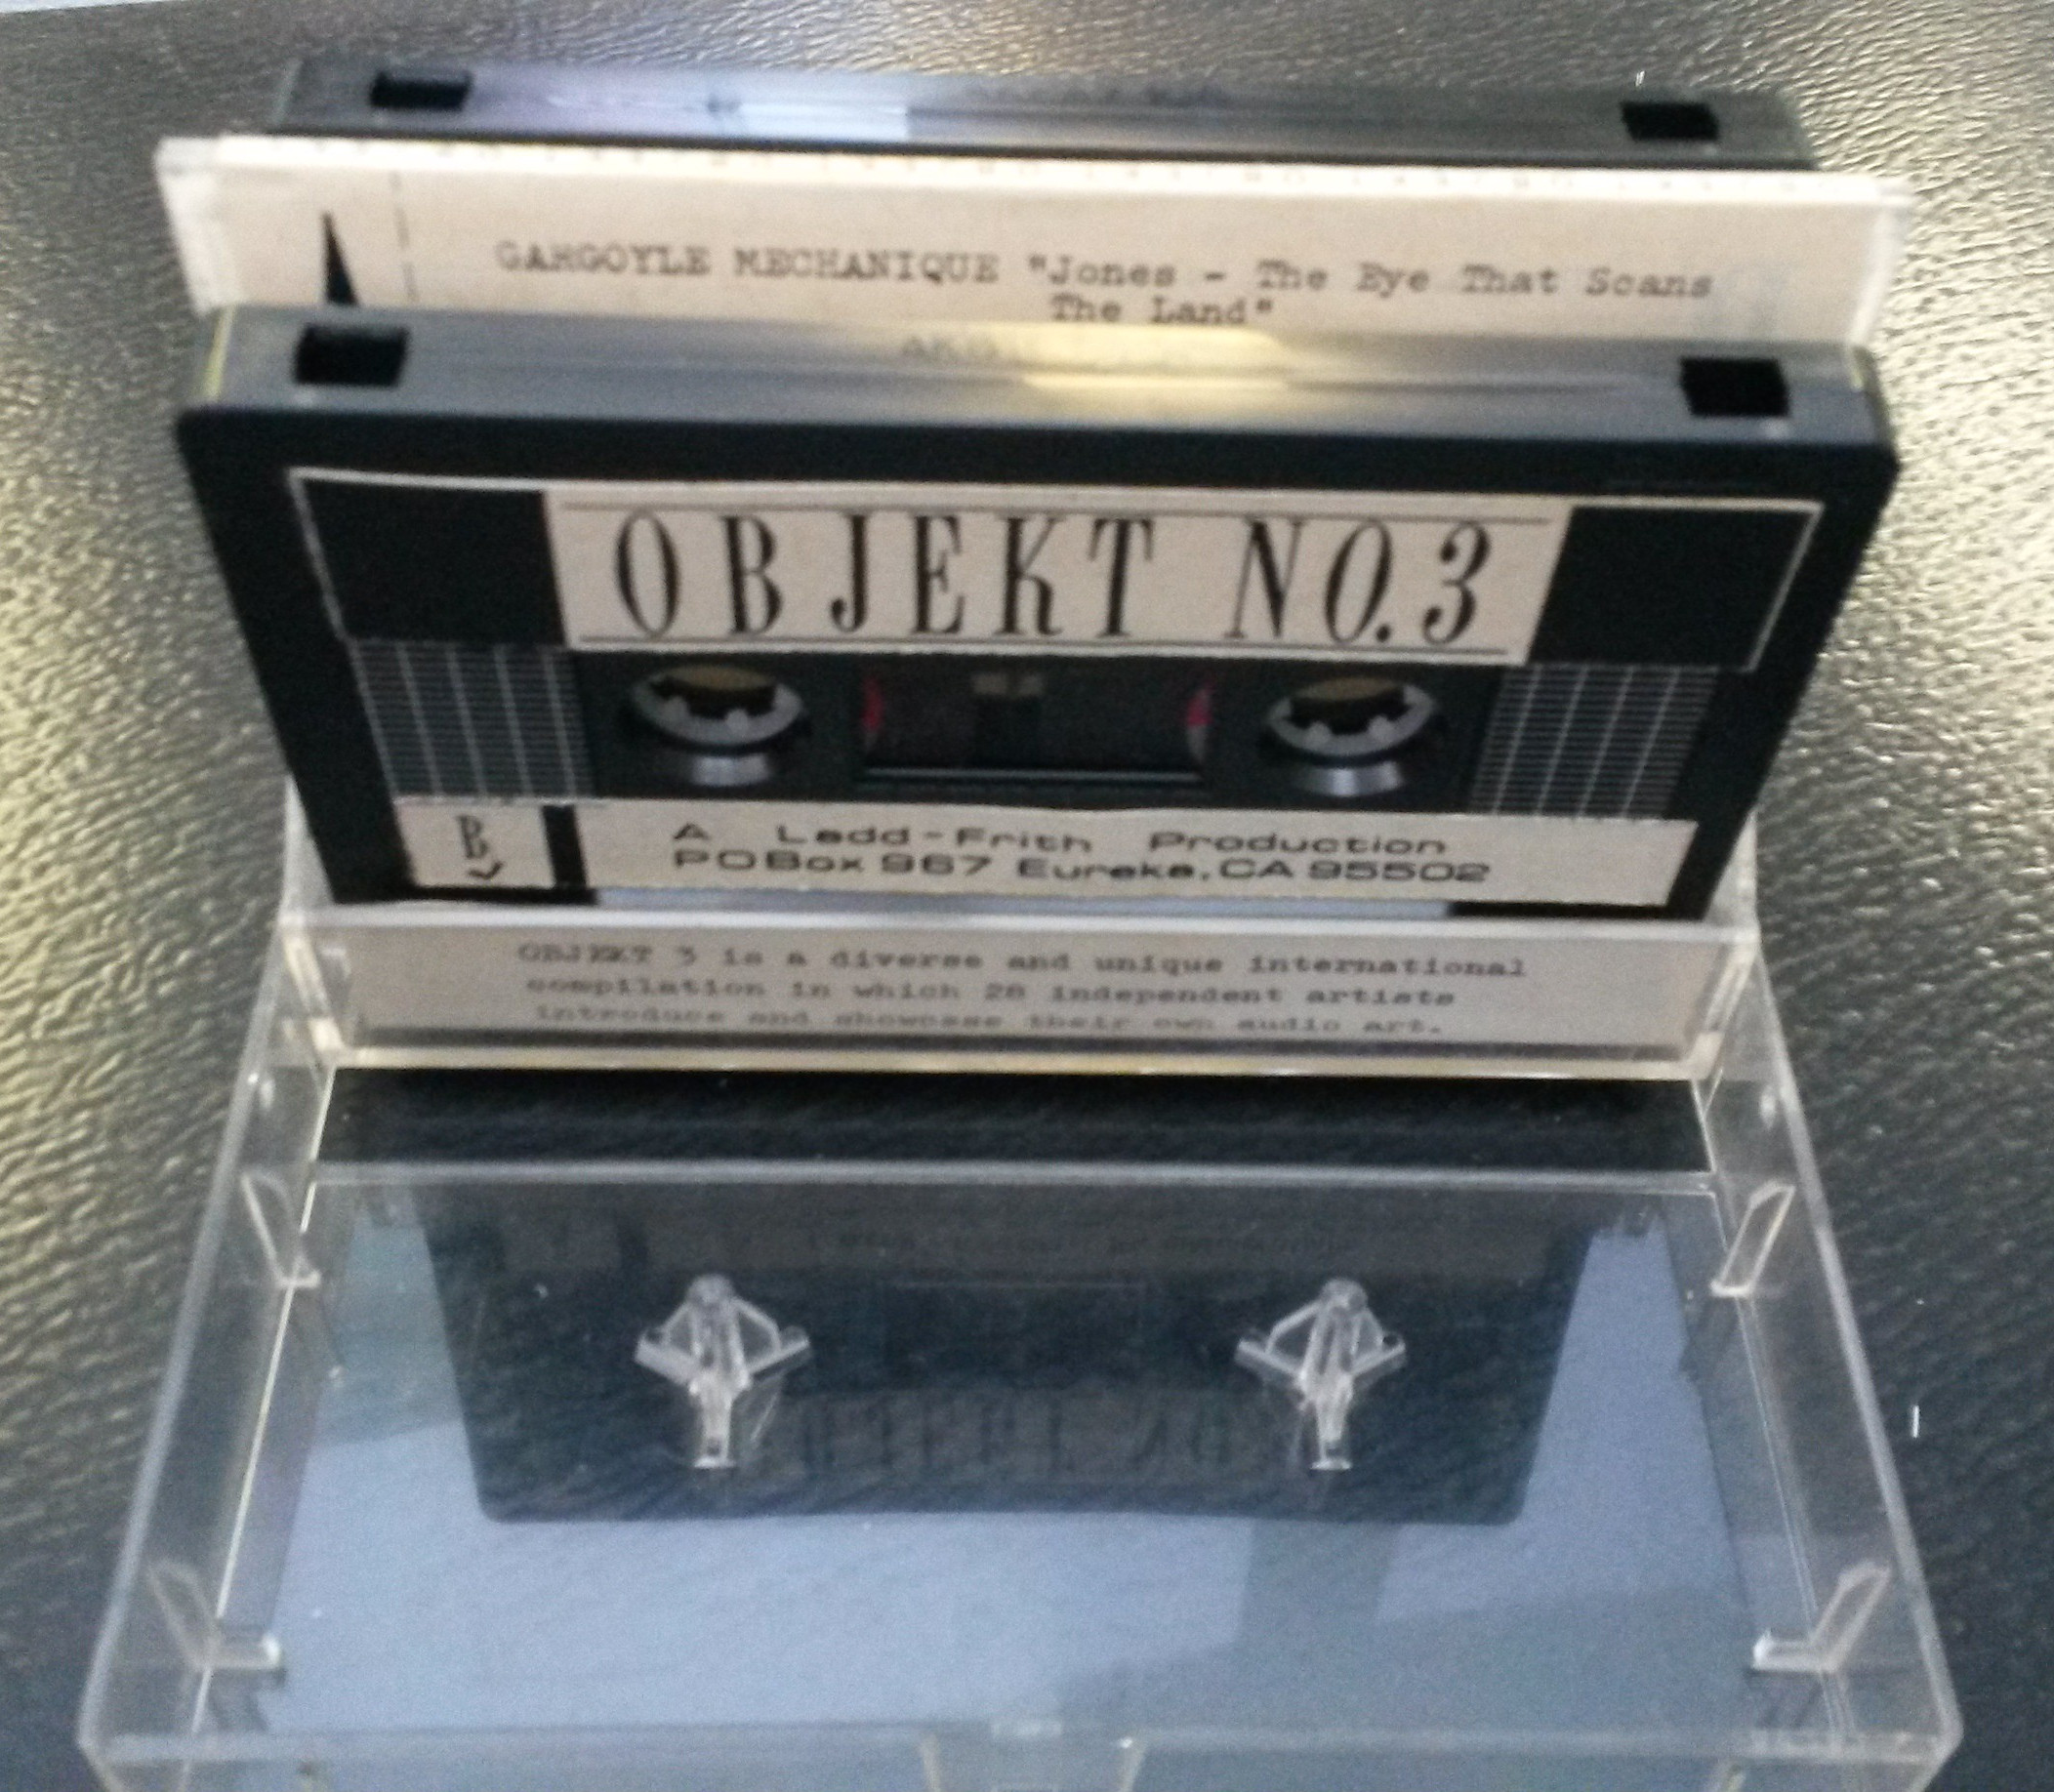 GARGOYLE MECHANIQUE "Jones - The Eye That Scans
The Land"
OBJEKT NO.3
B
A Ladd-Frith Production
POBox 967 Eureka, CA 95502
OBJEKT 3 is a diverse and unique international
compilation in which 28 independent artists
introduce and showcase their own audio art.